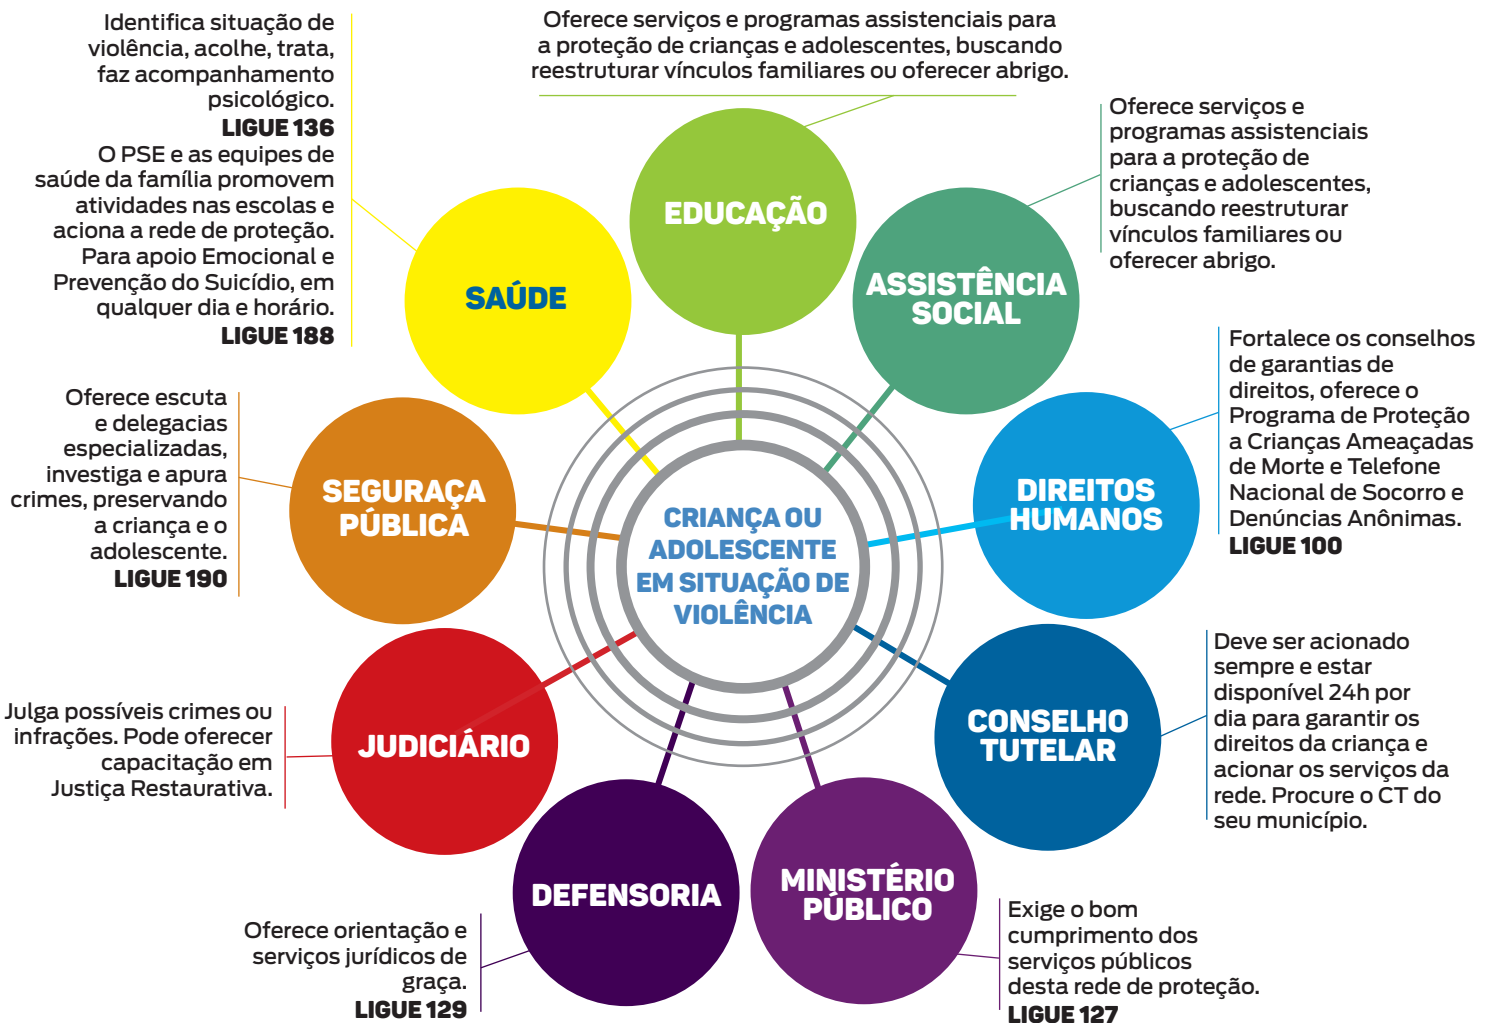 Identifica situação de
violência, acolhe, trata,
faz acompanhamento
psicológico.
LIGUE 136
O PSE e as equipes de
saúde da família promovem
atividades nas escolas e
aciona a rede de proteção.
Para apoio Emocional e
Prevenção do Suicídio, em
qualquer dia e horário.
LIGUE 188
SAÚDE
Oferece serviços e programas assistenciais para
a proteção de crianças e adolescentes, buscando
reestruturar vínculos familiares ou oferecer abrigo.
EDUCAÇÃO
Oferece serviços e
programas assistenciais
para a proteção de
crianças e adolescentes,
buscando reestruturar
vínculos familiares ou
oferecer abrigo.
ASSISTÊNCIA
SOCIAL
Fortalece os conselhos
de garantias de
direitos, oferece o
Programa de Proteção
a Crianças Ameaçadas
de Morte e Telefone
Nacional de Socorro e
Denúncias Anônimas.
LIGUE 100
DIREITOS
HUMANOS
Oferece escuta
e delegacias
especializadas,
investiga e apura
crimes, preservando
a criança e o
adolescente.
LIGUE 190
SEGURAÇA
PÚBLICA
CRIANÇA OU
ADOLESCENTE
EM SITUAÇÃO DE
VIOLÊNCIA
Deve ser acionado
sempre e estar
disponível 24h por
dia para garantir os
direitos da criança e
acionar os serviços da
rede. Procure o CT do
seu município.
CONSELHO
TUTELAR
Julga possíveis crimes ou
infrações. Pode oferecer
capacitação em
Justiça Restaurativa.
JUDICIÁRIO
Oferece orientação e
serviços jurídicos de
graça.
LIGUE 129
DEFENSORIA
MINISTÉRIO
PÚBLICO
Exige o bom
cumprimento dos
serviços públicos
desta rede de proteção.
LIGUE 127